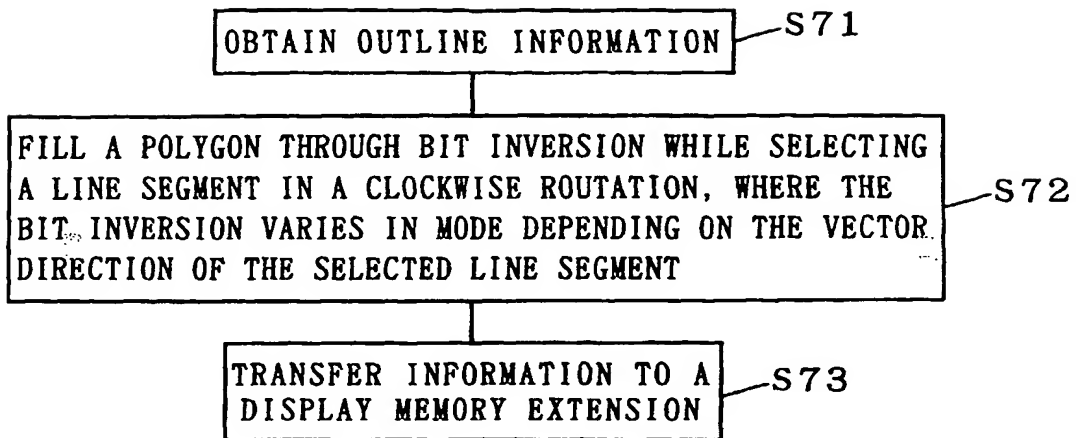 OBTAIN OUTLINE INFORMATION
S71
FILL A POLYGON THROUGH BIT INVERSION WHILE SELECTING
A LINE SEGMENT IN A CLOCKWISE ROUTATION, WHERE THE
BIT INVERSION VARIES IN MODE DEPENDING ON THE VECTOR
DIRECTION OF THE SELECTED LINE SEGMENT
S72
TRANSFER INFORMATION TO A
DISPLAY MEMORY EXTENSION
S73